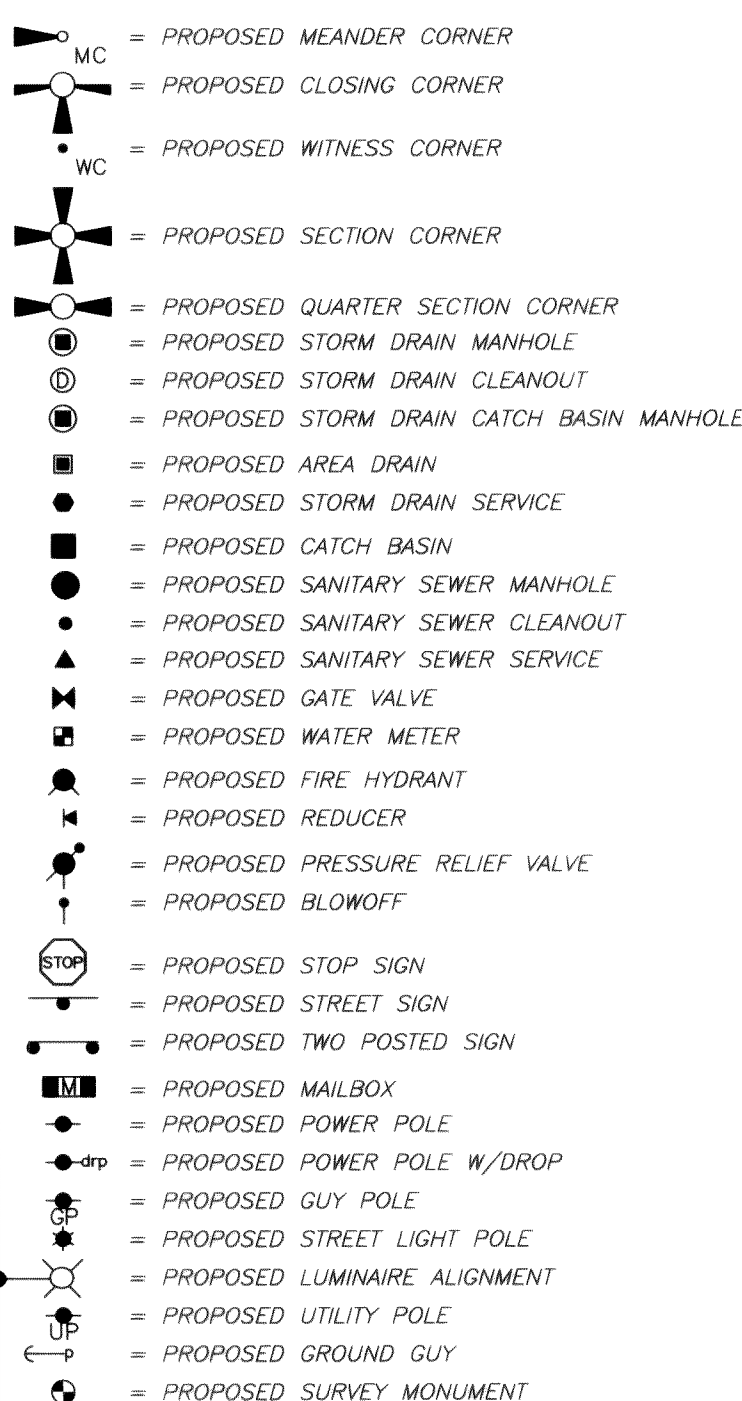 MC = PROPOSED MEANDER CORNER
= PROPOSED CLOSING CORNER
WC = PROPOSED WITNESS CORNER
= PROPOSED SECTION CORNER
= PROPOSED QUARTER SECTION CORNER
= PROPOSED STORM DRAIN MANHOLE
D = PROPOSED STORM DRAIN CLEANOUT
= PROPOSED STORM DRAIN CATCH BASIN MANHOLE
= PROPOSED AREA DRAIN
= PROPOSED STORM DRAIN SERVICE
= PROPOSED CATCH BASIN
= PROPOSED SANITARY SEWER MANHOLE
= PROPOSED SANITARY SEWER CLEANOUT
= PROPOSED SANITARY SEWER SERVICE
= PROPOSED GATE VALVE
= PROPOSED WATER METER
= PROPOSED FIRE HYDRANT
= PROPOSED REDUCER
= PROPOSED PRESSURE RELIEF VALVE
= PROPOSED BLOWOFF
STOP = PROPOSED STOP SIGN
= PROPOSED STREET SIGN
= PROPOSED TWO POSTED SIGN
M = PROPOSED MAILBOX
= PROPOSED POWER POLE
drp = PROPOSED POWER POLE W/DROP
GP = PROPOSED GUY POLE
= PROPOSED STREET LIGHT POLE
= PROPOSED LUMINAIRE ALIGNMENT
UP = PROPOSED UTILITY POLE
p = PROPOSED GROUND GUY
= PROPOSED SURVEY MONUMENT